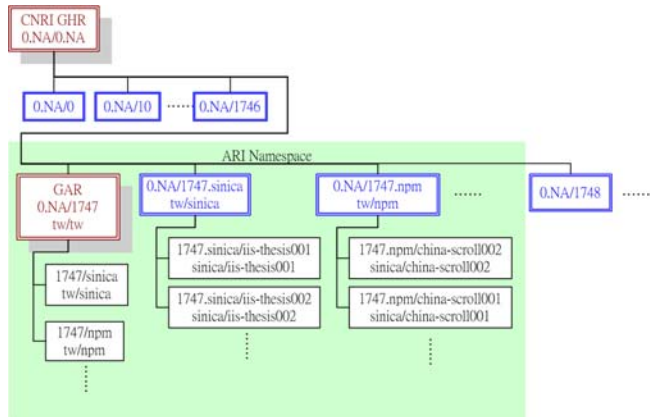 CNRI GHR
0.NA/0.NA
0.NA/0
0.NA/10
......
0.NA/1746
ARI Namespace
GAR
0.NA/1747
tw/tw
0.NA/1747.sinica
tw/sinica
0.NA/1747.npm
tw/npm
......
0.NA/1748
......
1747/sinica
tw/sinica
1747/npm
tw/npm
1747.sinica/iis-thesis001
sinica/iis-thesis001
1747.sinica/iis-thesis002
sinica/iis-thesis002
1747.npm/china-scroll002
sinica/china-scroll002
1747.npm/china-scroll001
sinica/china-scroll001